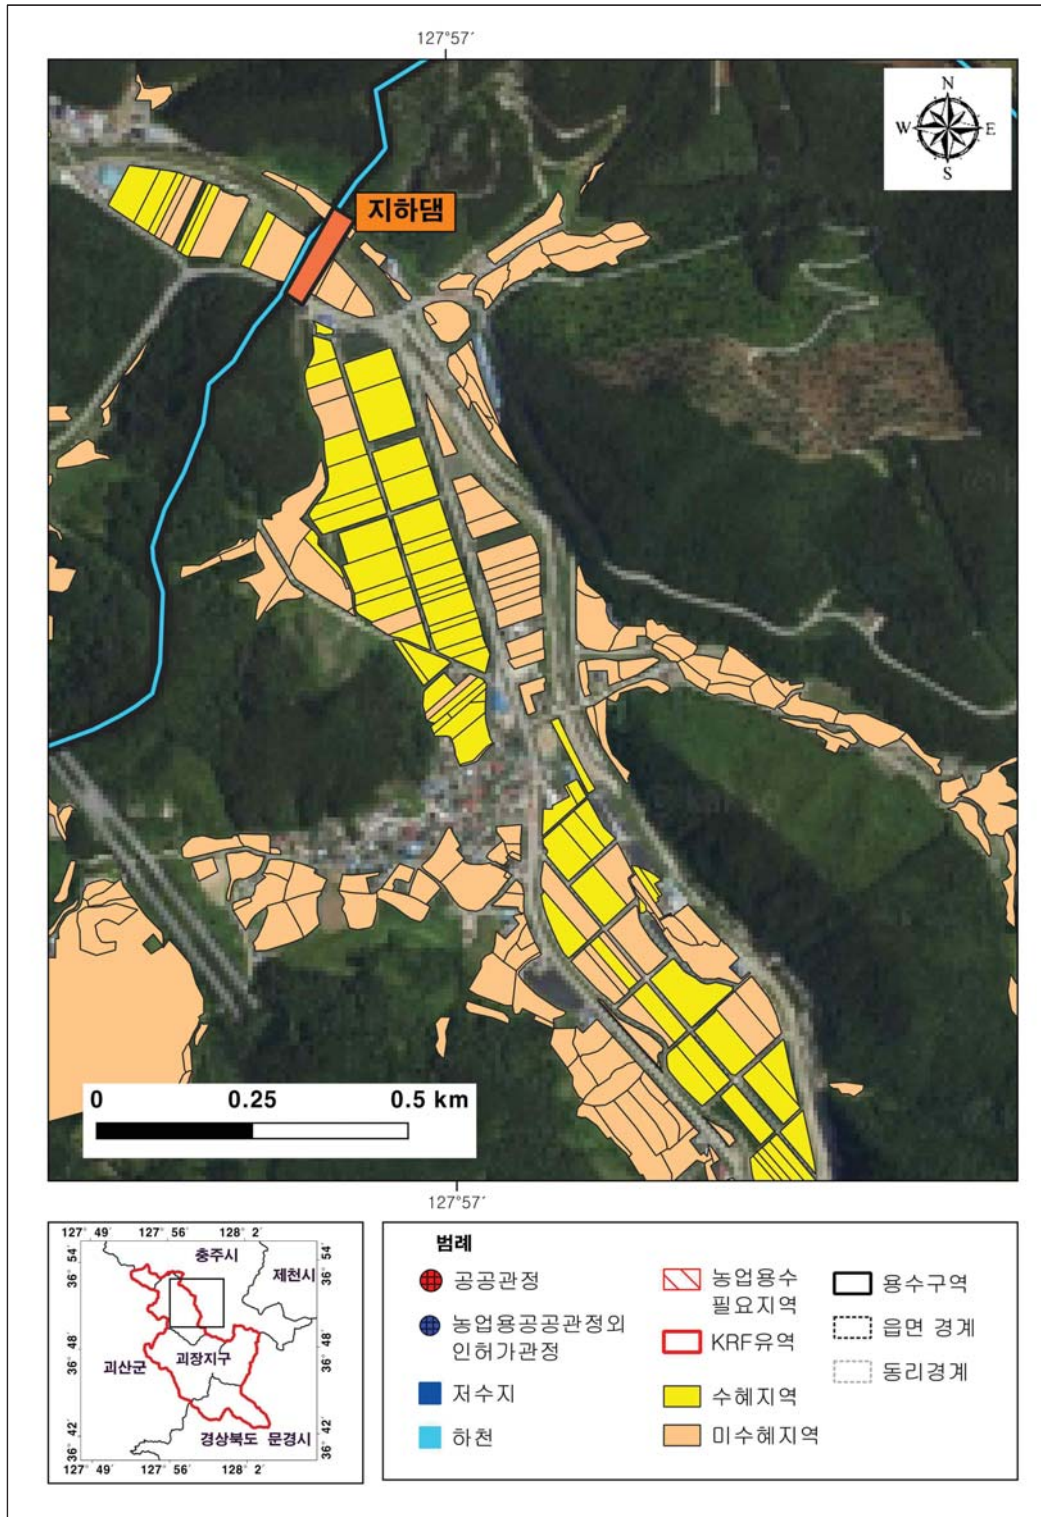 127°57´
N
W E
S
지하댐
0 0.25 0.5 km
127°57´
127° 49´ 127° 56´ 128° 2´
36° 54´
36° 48´
36° 42´
충주시
제천시
괴산군
괴장지구
경상북도 문경시
36° 54´
36° 48´
36° 42´
127° 49´ 127° 56´ 128° 2´
범례
공공관정
농업용공공관정외
인허가관정
저수지
하천
농업용수
필요지역
KRF유역
수혜지역
미수혜지역
용수구역
읍면 경계
동리경계